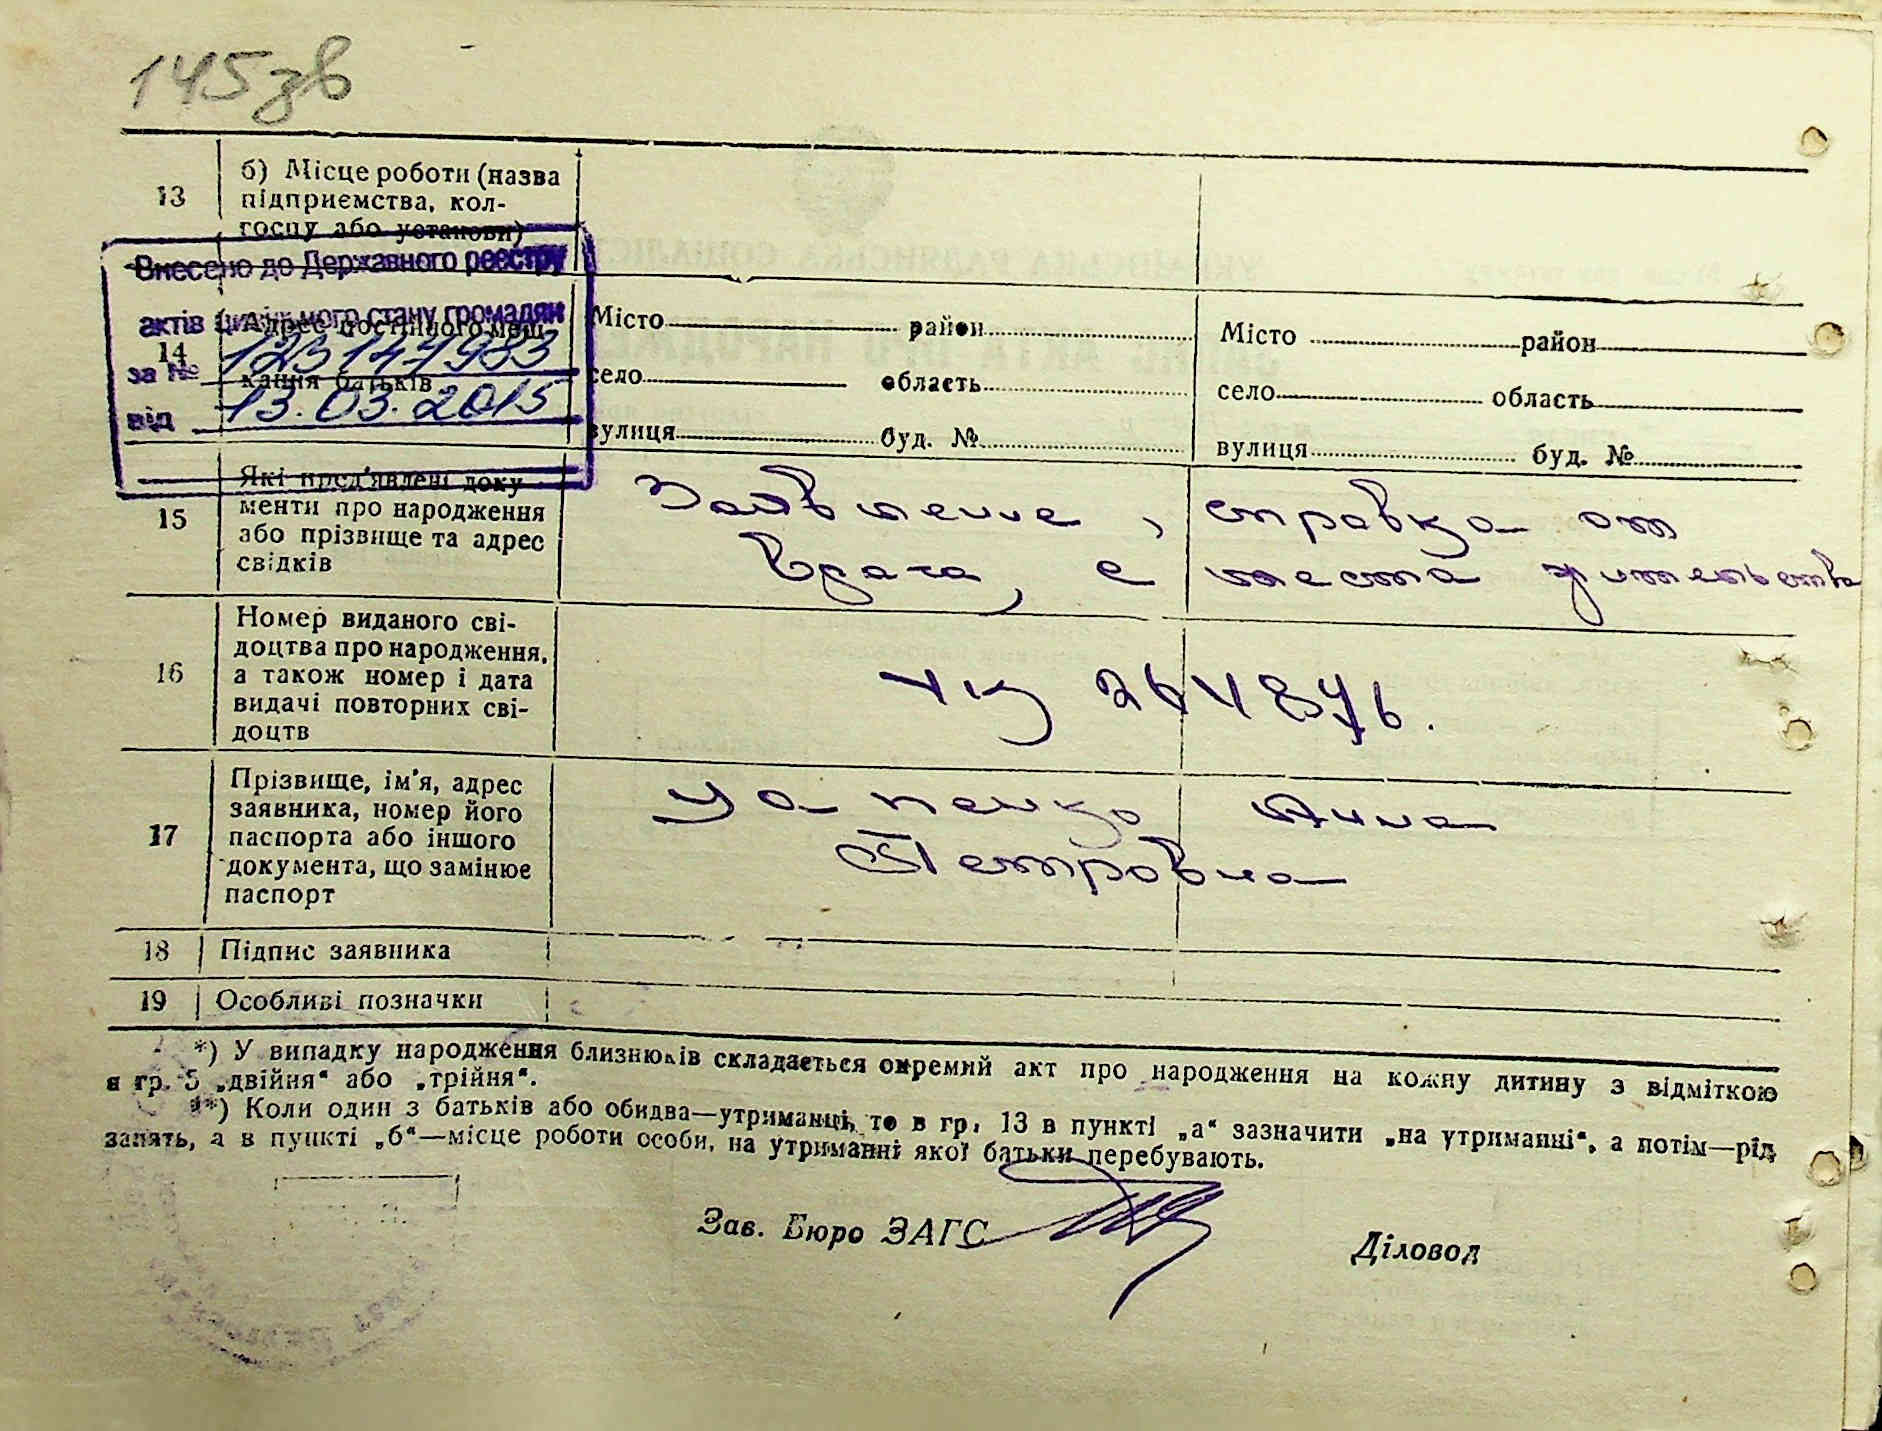 145зв
13
б) Місце роботи (назва
підприємства, кол-
госпу або установи)
Внесено до Державного реєстру
актів цивільного стану громадян
за № 123147983
від 13.03.2015
14
Адрес постійного меш-
кання батьків
Місто район
село область
вулиця буд. №
Місто район
село область
вулиця буд. №
15
Які пред'явлені доку
менти про народження
або прізвище та адрес
свідків
Заявление, справка от
врача, с места жительства
16
Номер виданого сві-
доцтва про народження,
а також номер і дата
видачі повторних сві-
доцтв
17
Прізвище, ім'я, адрес
заявника, номер його
паспорта або іншого
документа, що замінює
паспорт
Анна
Петровна
18 Підпис заявника
19 Особливі позначки
*) У випадку народження близнюків складається окремий акт про народження на кожну дитину з відміткою
в гр. 5 „двійня“ або „трійня“.
**) Коли один з батьків або обидва—утриманці, то в гр. 13 в пункті „а“ зазначити „на утриманні“, а потім—рід
занять, а в пункті „б“—місце роботи особи, на утриманні якої батьки перебувають.
Зав. Бюро ЗАГС
Діловод